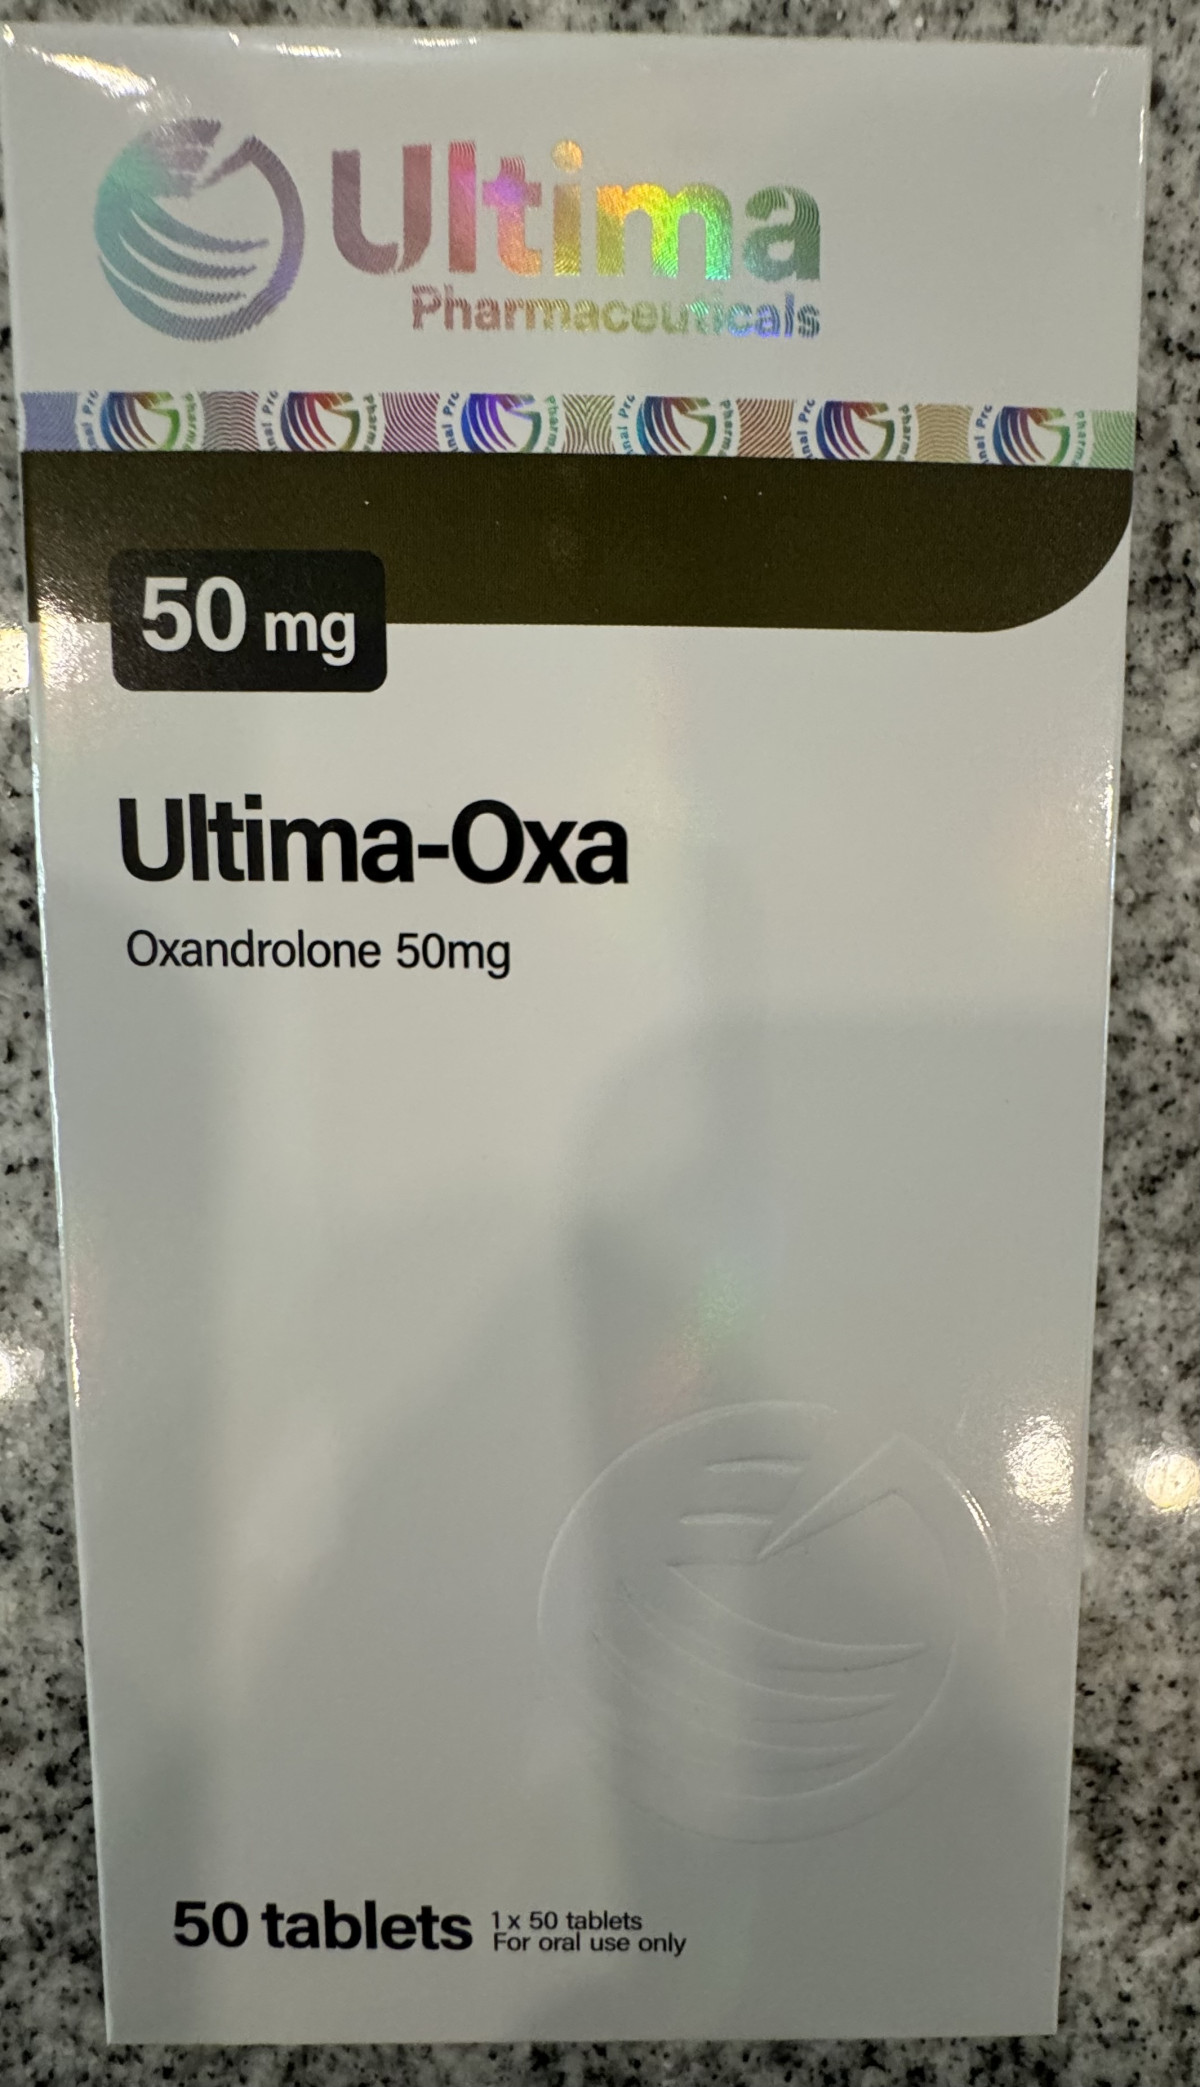 Ultima
Pharmaceuticals
50 mg
Ultima-Oxa
Oxandrolone 50mg
50 tablets
1 x 50 tablets
For oral use only